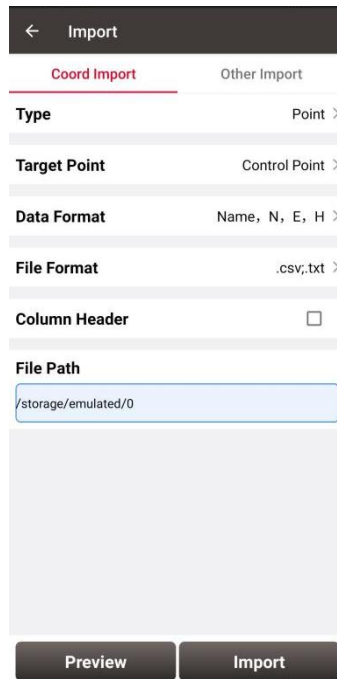 Import
Coord Import Other Import
Type Point
Target Point Control Point
Data Format Name，N，E，H
File Format .csv;.txt
Column Header
File Path
/storage/emulated/0
Preview Import